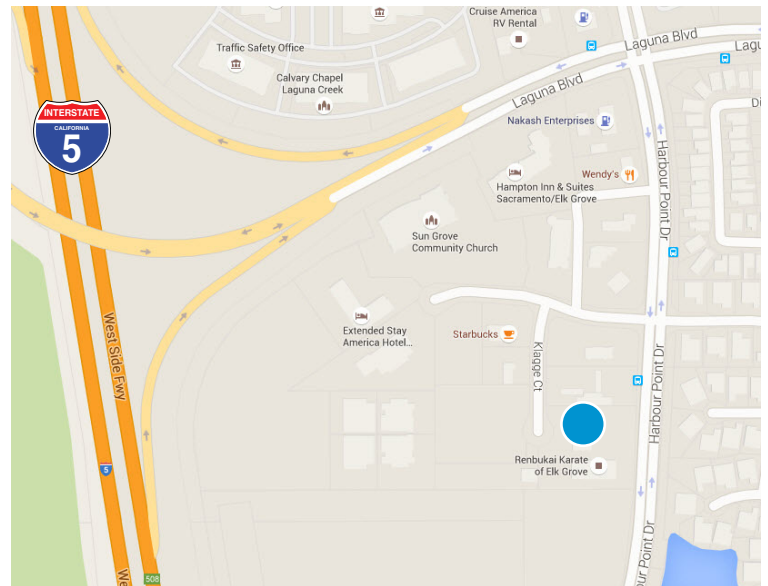 Cruise America
RV Rental
Traffic Safety Office
Laguna Blvd
Lagu
Calvary Chapel
Laguna Creek
Laguna Blvd
INTERSTATE
CALIFORNIA
5
Nakash Enterprises
Di
Harbour Point Dr
Wendy's
Hampton Inn & Suites
Sacramento/Elk Grove
Sun Grove
Community Church
West Side Fwy
Extended Stay
America Hotel...
Starbucks
Klagge Ct
Harbour Point Dr
Renbukai Karate
of Elk Grove
5
our Point Dr
508
We